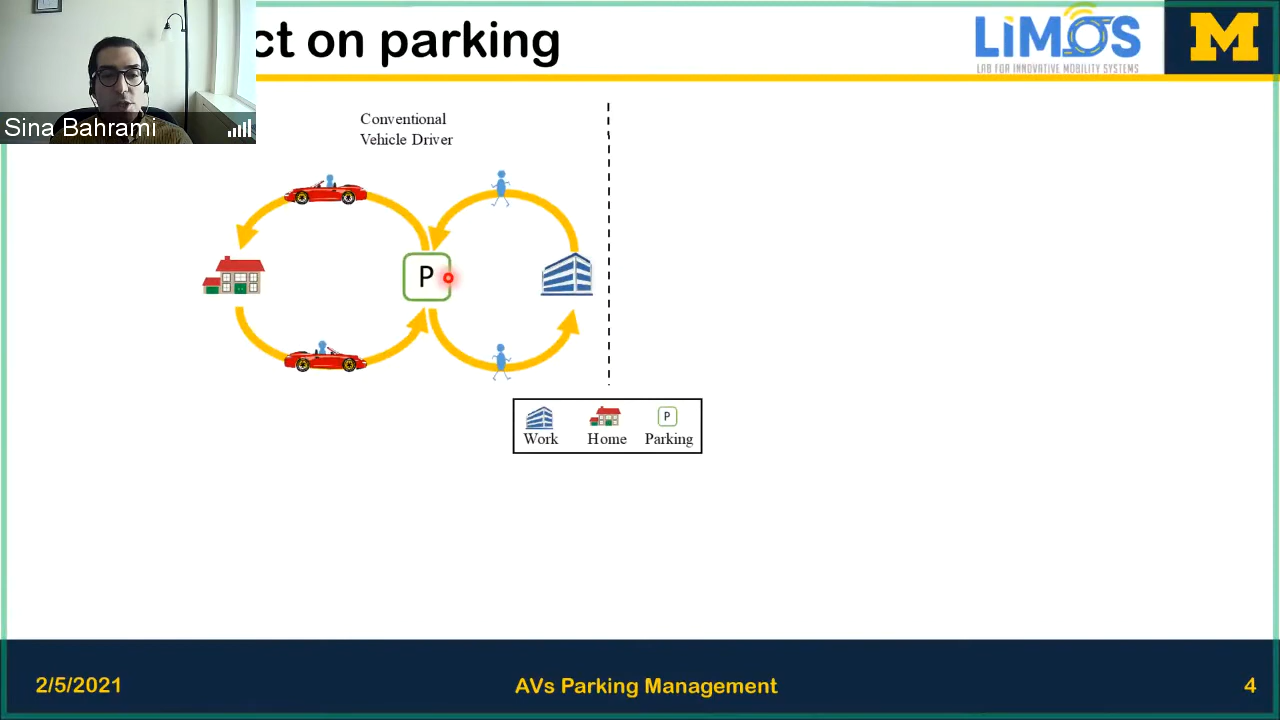 ct on parking
LiMOS
LAB FOR INNOVATIVE MOBILITY SYSTEMS
M
Sina Bahrami
Conventional
Vehicle Driver
P
P
Work
Home
Parking
2/5/2021
AVs Parking Management
4